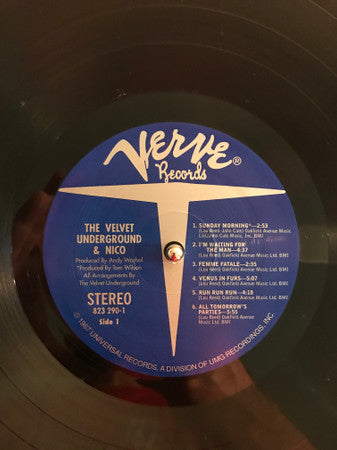 VERVE®
Records
THE VELVET
UNDERGROUND
& NICO
Produced by Andy Warhol
*Produced by Tom Wilson
All Arrangements By
The Velvet Underground
STEREO
823 290-1
Side 1
1. SUNDAY MORNING*—2:53
(Lou Reed/John Cale) Oakfield Avenue Music
Ltd./John Cale Music, Inc. BMI
2. I'M WAITING FOR
THE MAN—4:37
(Lou Reed) Oakfield Avenue Music Ltd. BMI
3. FEMME FATALE—2:35
(Lou Reed) Oakfield Avenue Music Ltd. BMI
4. VENUS IN FURS—5:07
(Lou Reed) Oakfield Avenue Music Ltd. BMI
5. RUN RUN RUN—4:18
(Lou Reed) Oakfield Avenue Music Ltd. BMI
6. ALL TOMORROW'S
PARTIES—5:55
(Lou Reed) Oakfield Avenue Music Ltd. BMI
© 1967 UNIVERSAL RECORDS, A DIVISION OF UMG RECORDINGS, INC.